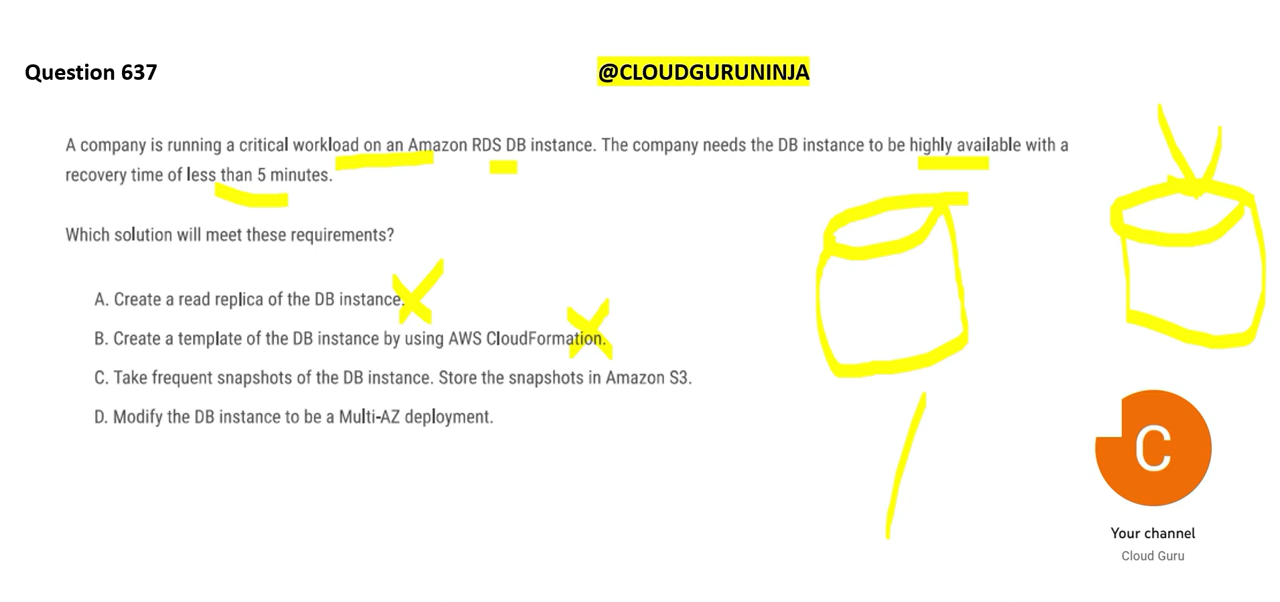 Question 637
@CLOUDGURUNINJA
A company is running a critical workload on an Amazon RDS DB instance. The company needs the DB instance to be highly available with a
recovery time of less than 5 minutes.
Which solution will meet these requirements?
A. Create a read replica of the DB instance.
B. Create a template of the DB instance by using AWS CloudFormation.
C. Take frequent snapshots of the DB instance. Store the snapshots in Amazon S3.
D. Modify the DB instance to be a Multi-AZ deployment.
C
Your channel
Cloud Guru